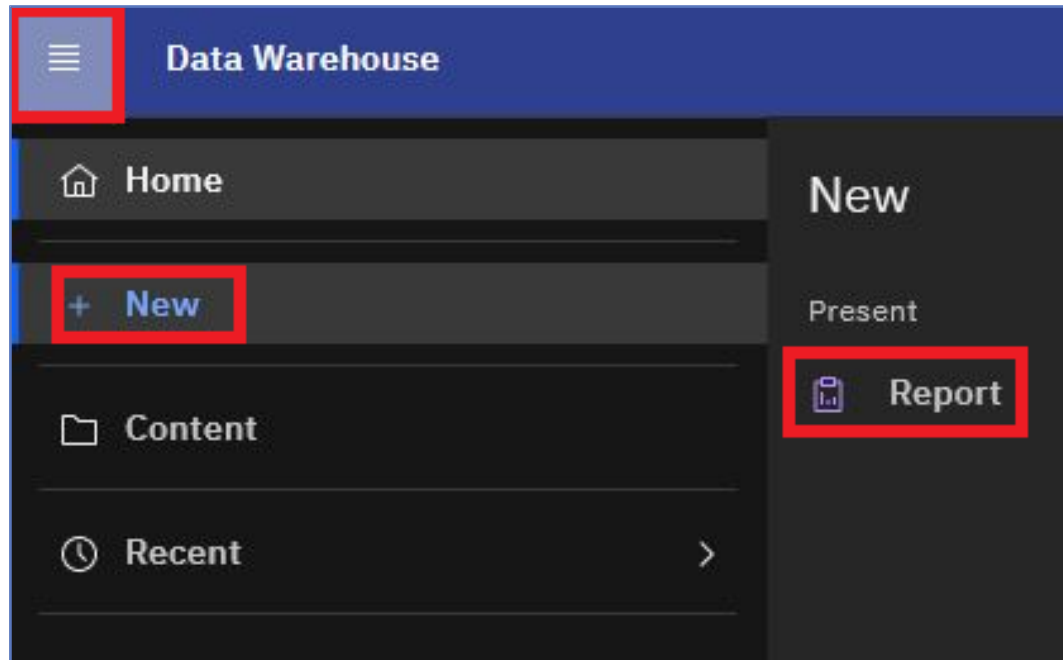 Data Warehouse
Home
New
Content
Recent
New
Present
Report